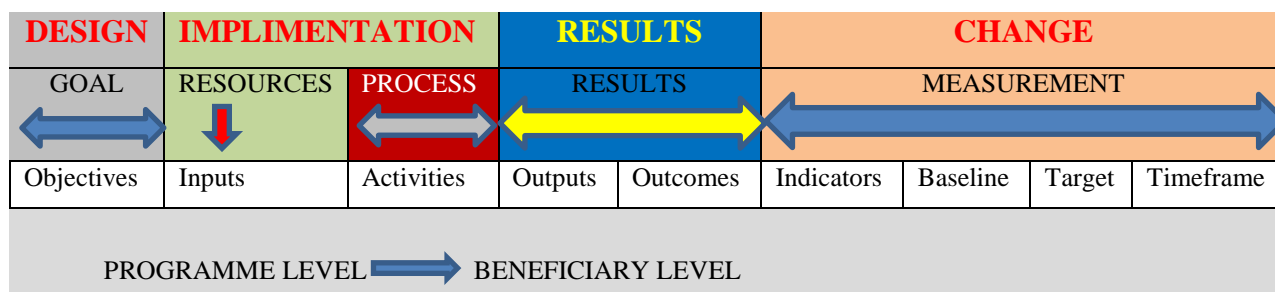 DESIGN IMPLIMENTATION RESULTS CHANGE
GOAL RESOURCES PROCESS RESULTS MEASUREMENT
Objectives Inputs Activities Outputs Outcomes Indicators Baseline Target Timeframe
PROGRAMME LEVEL BENEFICIARY LEVEL